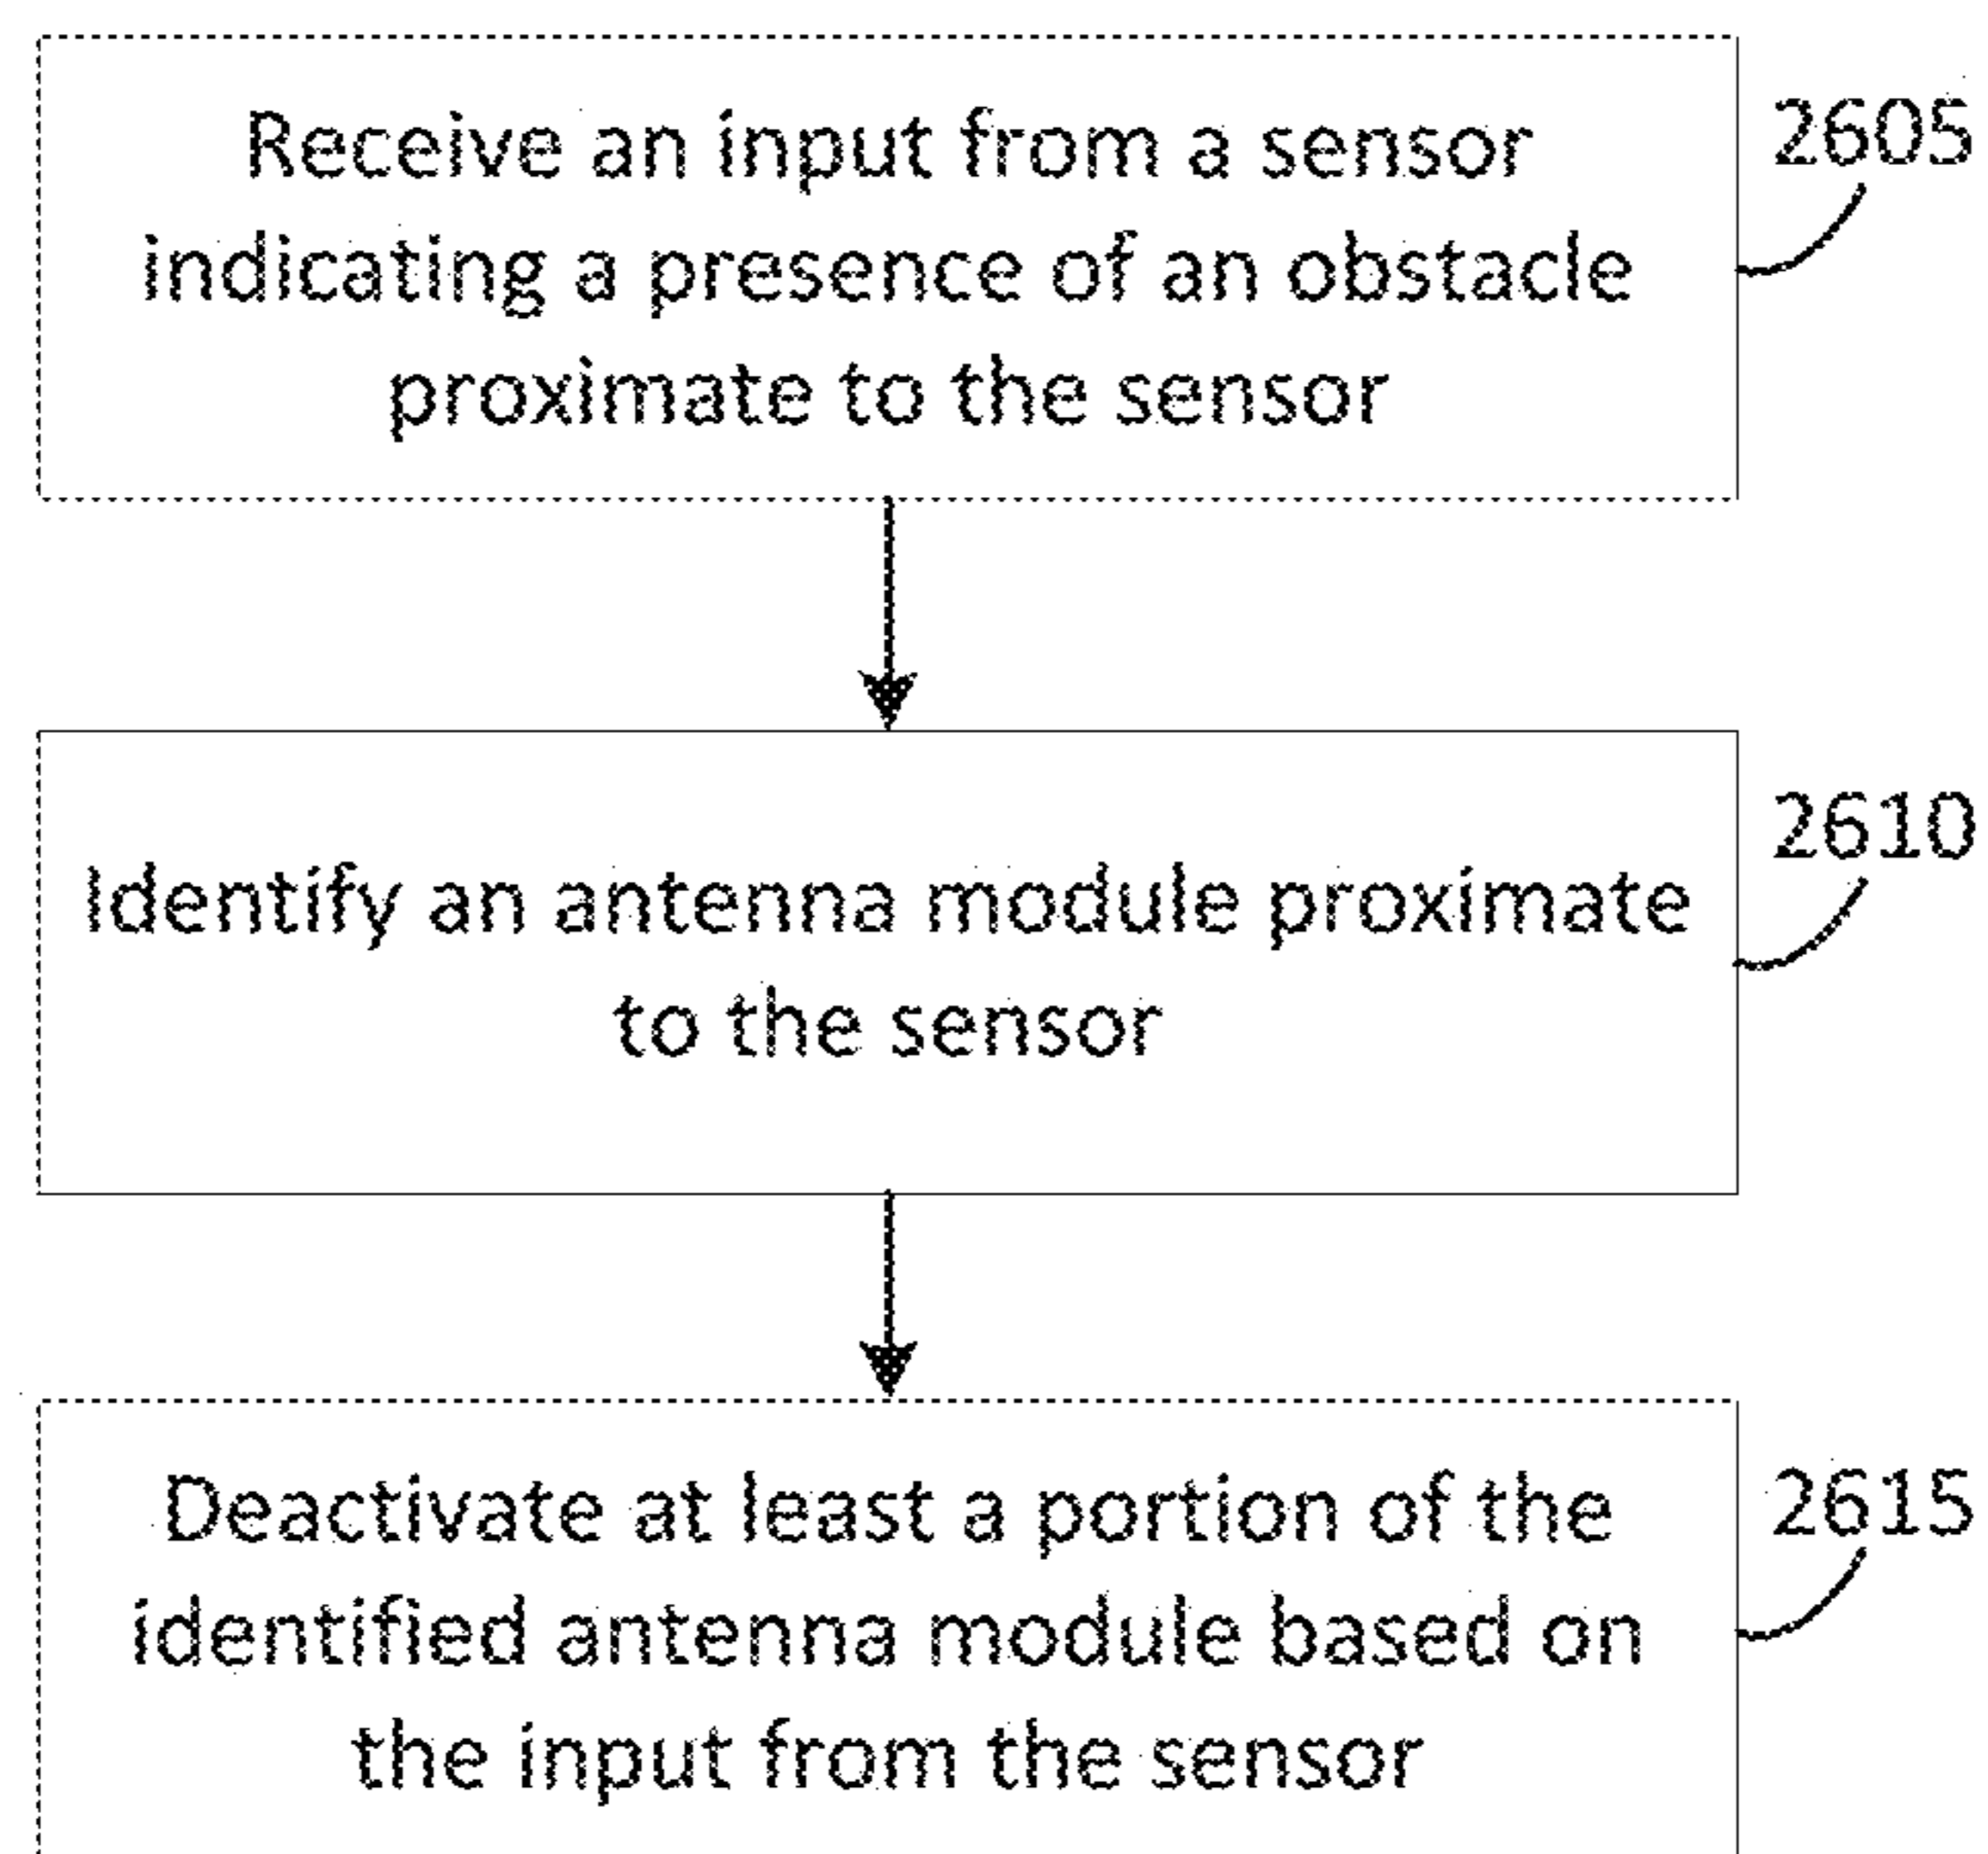 Receive an input from a sensor
indicating a presence of an obstacle
proximate to the sensor
2605
Identify an antenna module proximate
to the sensor
2610
Deactivate at least a portion of the
identified antenna module based on
the input from the sensor
2615